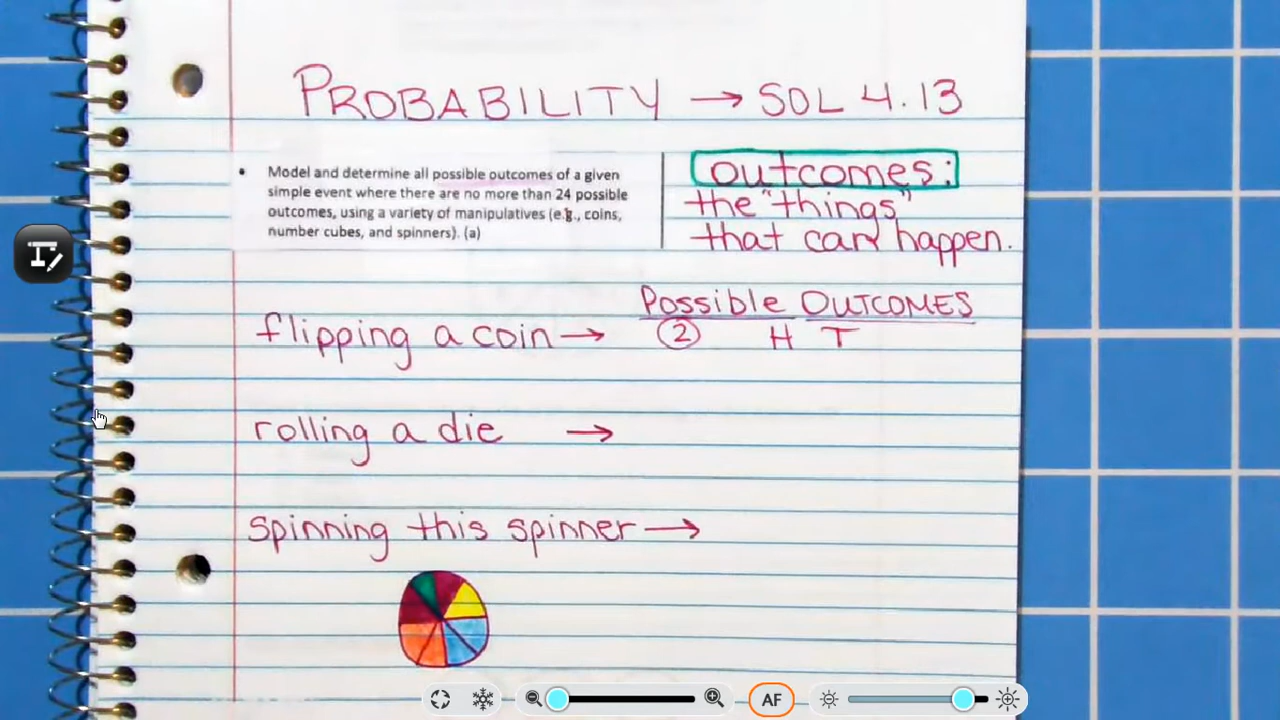 PROBABILITY → SOL 4.13
• Model and determine all possible outcomes of a given
simple event where there are no more than 24 possible
outcomes, using a variety of manipulatives (e.g., coins,
number cubes, and spinners). (a)
outcomes:
the "things"
that can happen.
Possible OUTCOMES
flipping a coin → 2 H T
rolling a die →
spinning this spinner →
AF